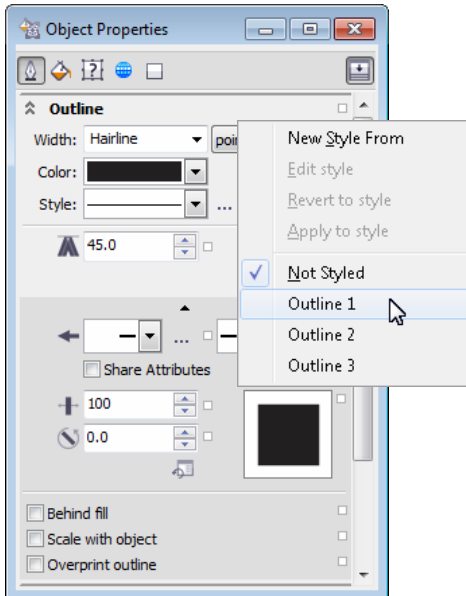 Object Properties
Outline
Width: Hairline
New Style From
Color:
Edit style
Style:
Revert to style
45.0
Apply to style
Not Styled
Outline 1
Outline 2
Share Attributes
Outline 3
100
0.0
Behind fill
Scale with object
Overprint outline